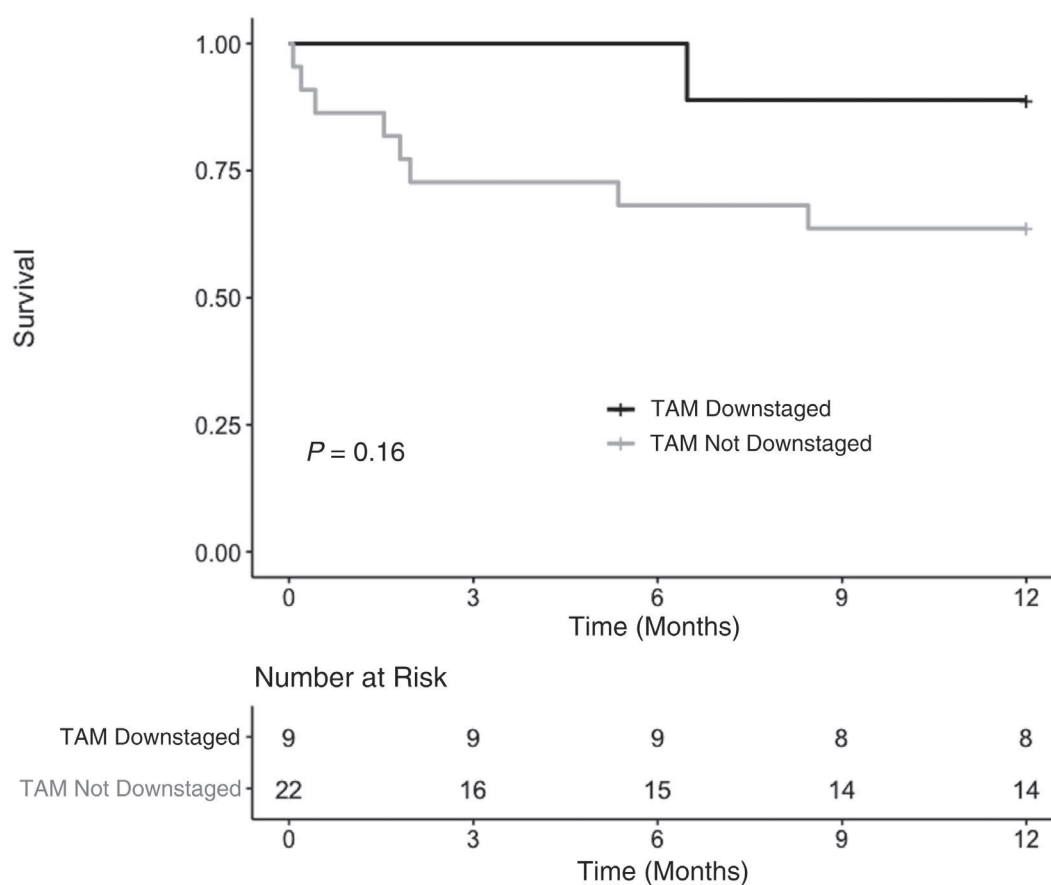 1.00
0.75
0.50
0.25
0.00
Survival
P = 0.16
TAM Downstaged
TAM Not Downstaged
0 3 6 9 12
Time (Months)
Number at Risk
TAM Downstaged 9 9 9 8 8
TAM Not Downstaged 22 16 15 14 14
0 3 6 9 12
Time (Months)